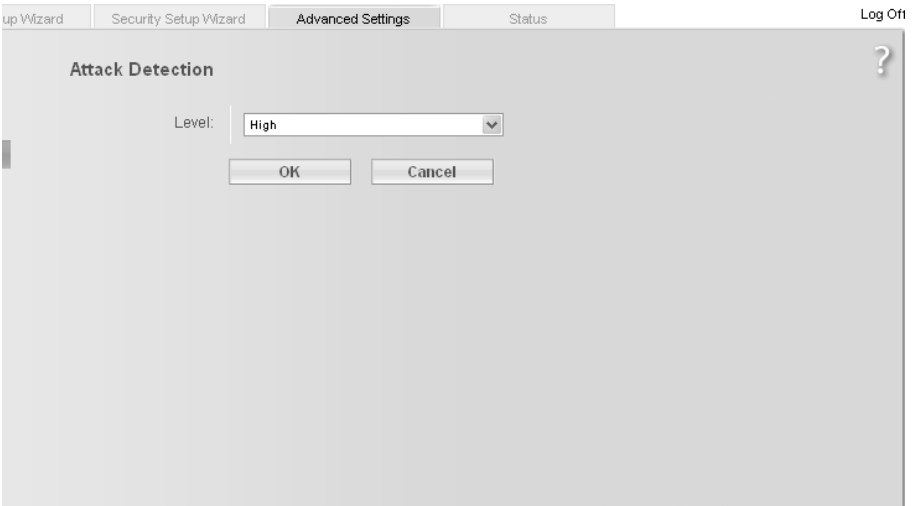 up Wizard
Security Setup Wizard
Advanced Settings
Status
Log Off
?
Attack Detection
Level:
High
OK
Cancel